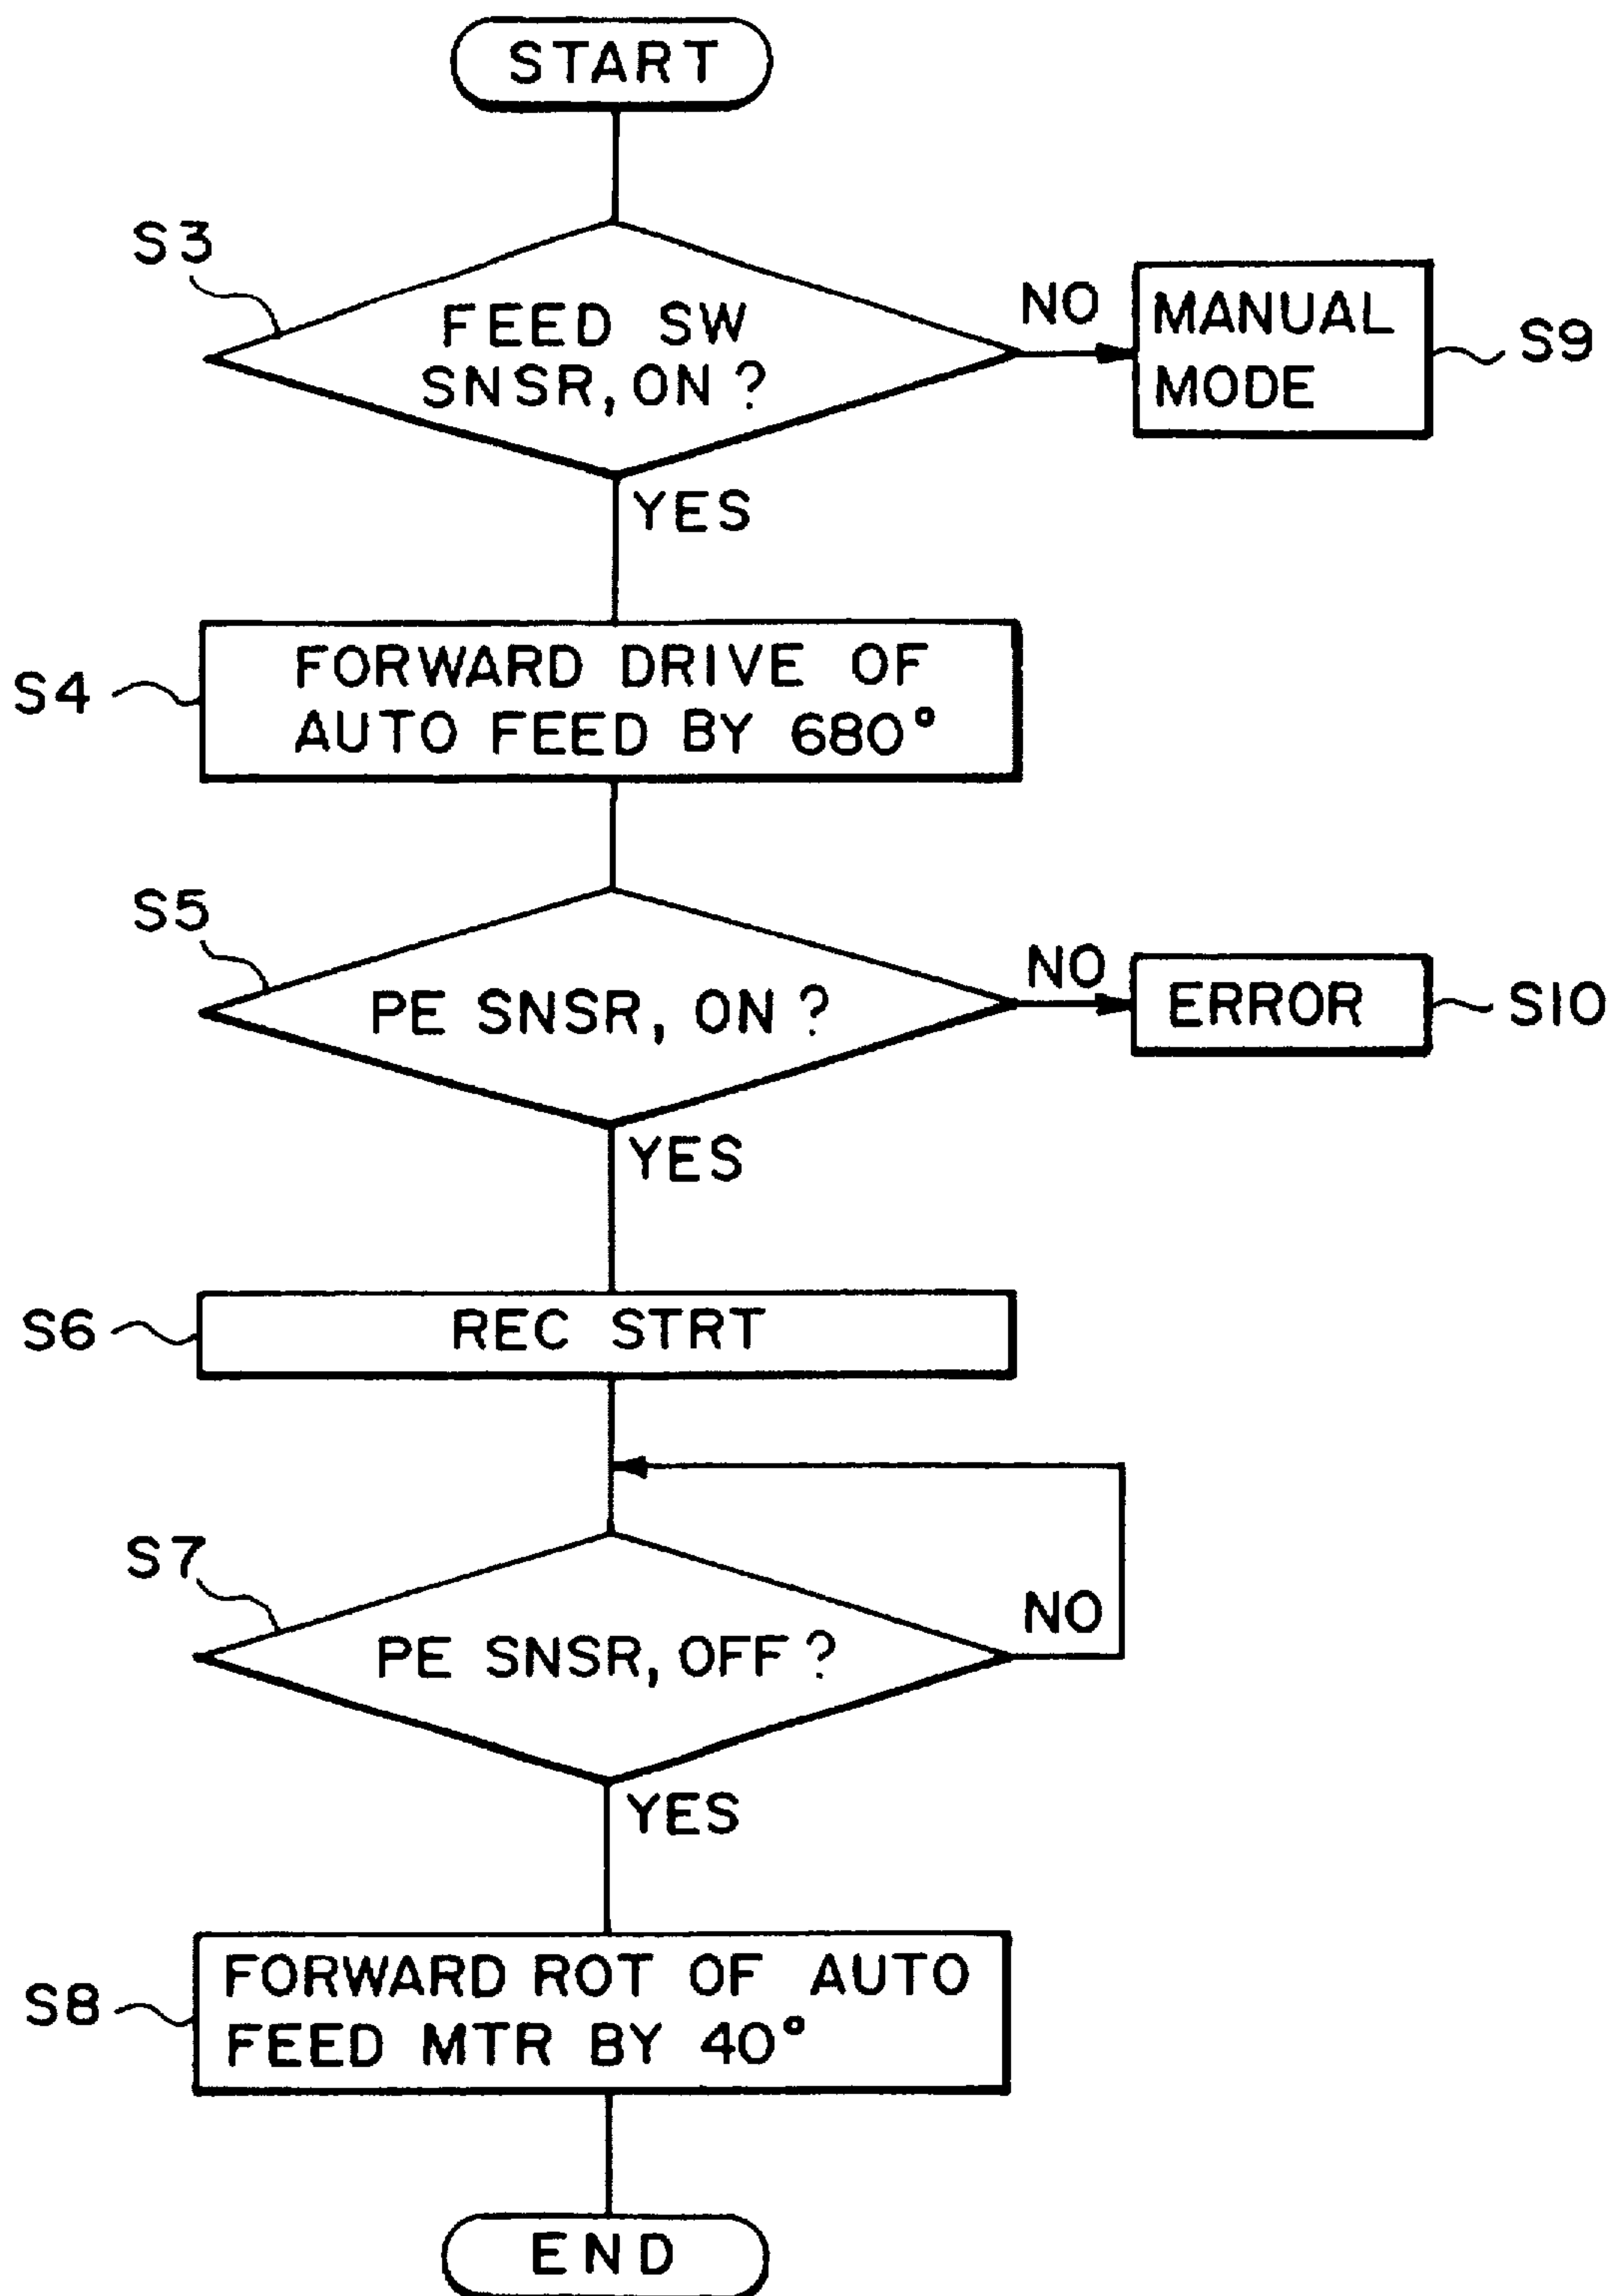 START
S3
FEED SW
SNSR, ON ?
NO
MANUAL
MODE
S9
YES
S4
FORWARD DRIVE OF
AUTO FEED BY 680°
S5
PE SNSR, ON ?
NO
ERROR
S10
YES
S6
REC STRT
S7
PE SNSR, OFF ?
NO
YES
S8
FORWARD ROT OF AUTO
FEED MTR BY 40°
END